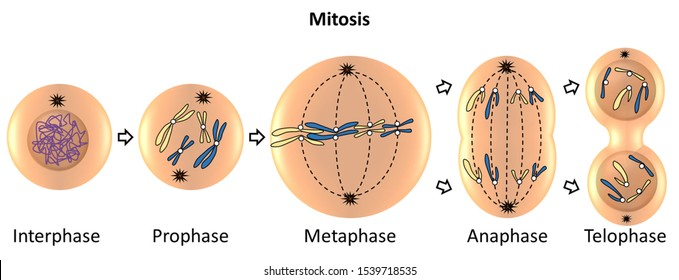 Mitosis
Interphase Prophase Metaphase Anaphase Telophase
shutterstock.com · 1539718535